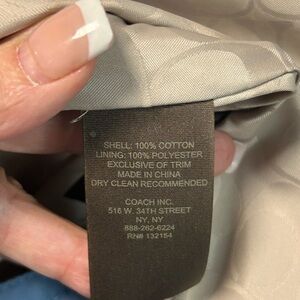 SHELL: 100% COTTON
LINING: 100% POLYESTER
EXCLUSIVE OF TRIM
MADE IN CHINA
DRY CLEAN RECOMMENDED
COACH INC.
516 W. 34TH STREET
NY, NY
888-262-6224
RN# 132154